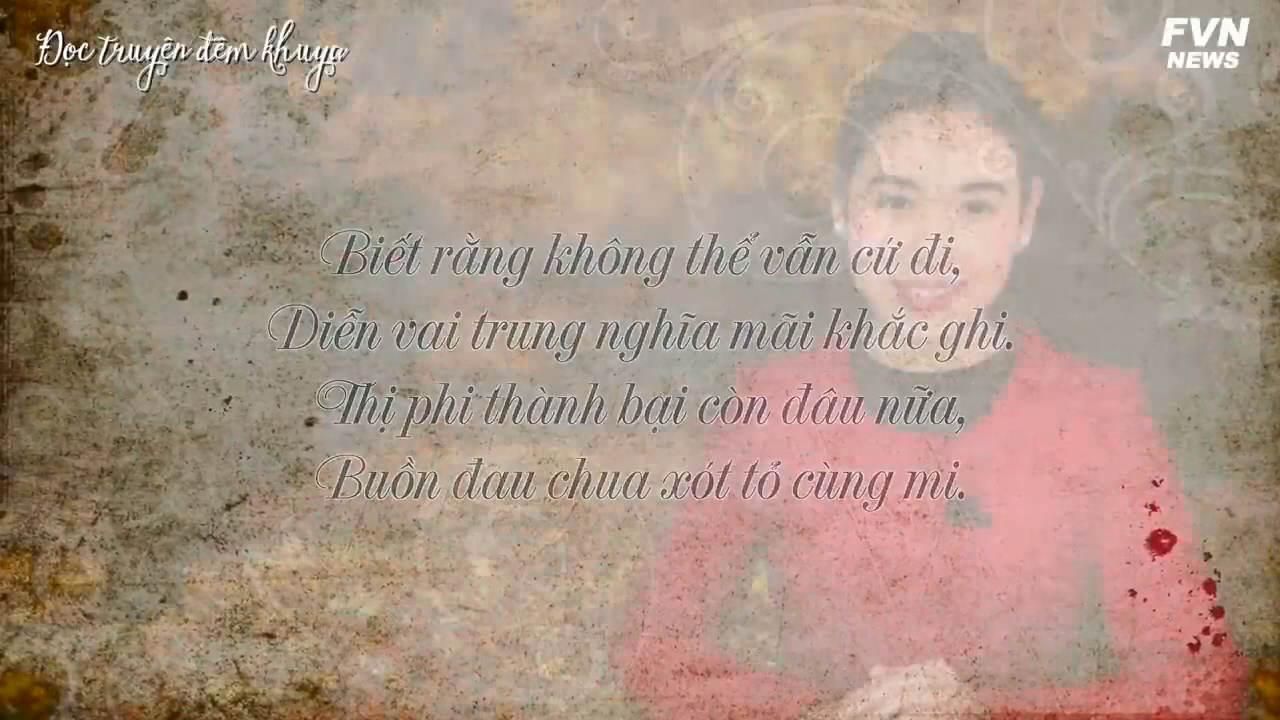 Đọc truyện đêm khuya
FVN
NEWS
Biết rằng không thể vẫn cứ đi,
Diễn vai trung nghĩa mãi khắc ghi.
Thị phi thành bại còn đâu nữa,
Buồn đau chua xót tỏ cùng mi.